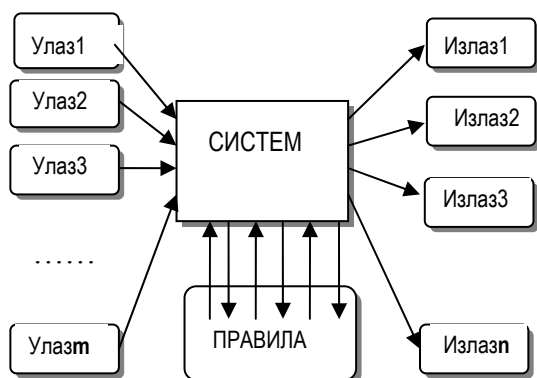 Улаз1
Излаз1
Улаз2
Излаз2
СИСТЕМ
Улаз3
Излаз3
......
ПРАВИЛА
Улазm
Излазn